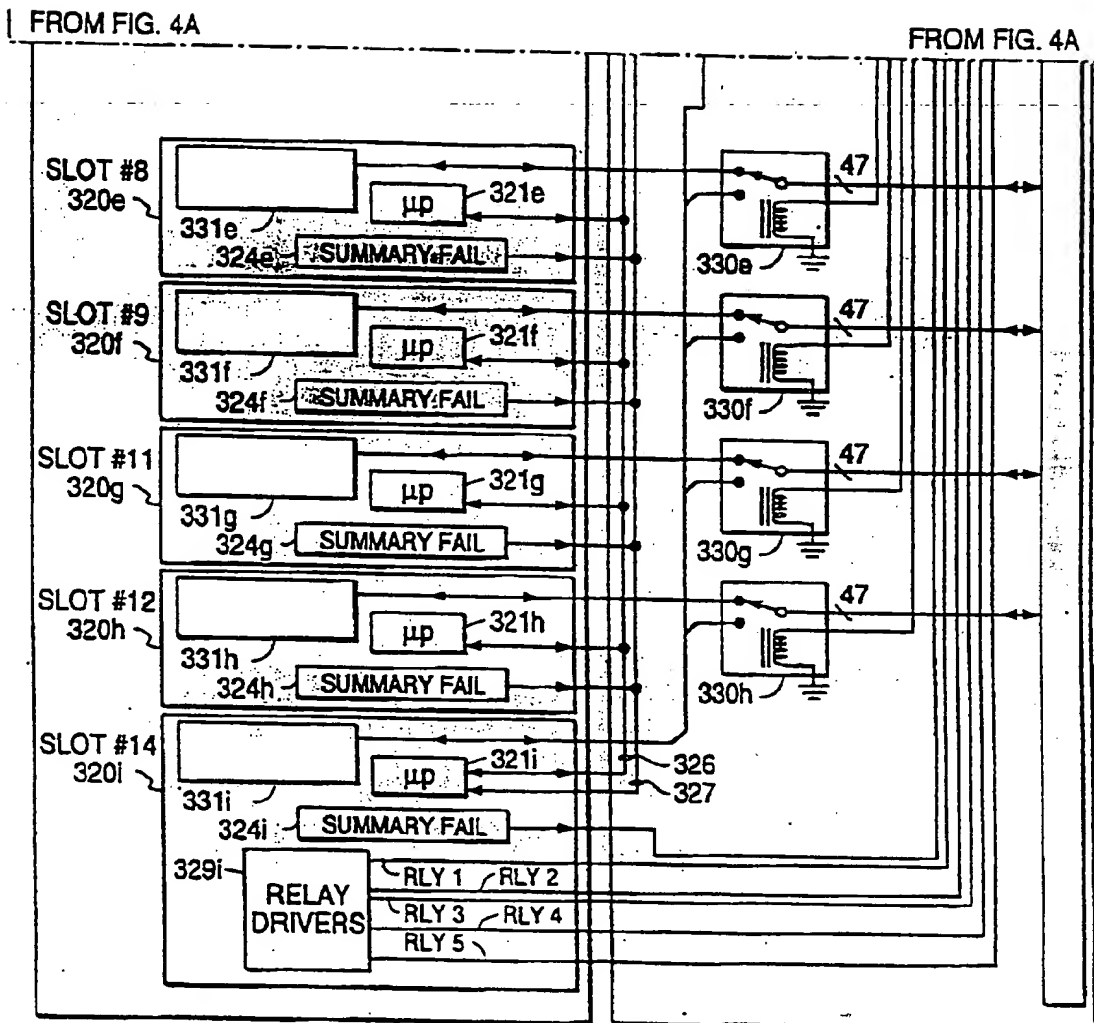 FROM FIG. 4A
FROM FIG. 4A
SLOT #8
320e
331e
µp
321e
324e
SUMMARY FAIL
47
330e
SLOT #9
320f
331f
µp
321f
324f
SUMMARY FAIL
47
330f
SLOT #11
320g
331g
µp
321g
324g
SUMMARY FAIL
47
330g
SLOT #12
320h
331h
µp
321h
324h
SUMMARY FAIL
47
330h
SLOT #14
320i
331i
µp
321i
326
327
324i
SUMMARY FAIL
329i
RELAY
DRIVERS
RLY 1
RLY 2
RLY 3
RLY 4
RLY 5